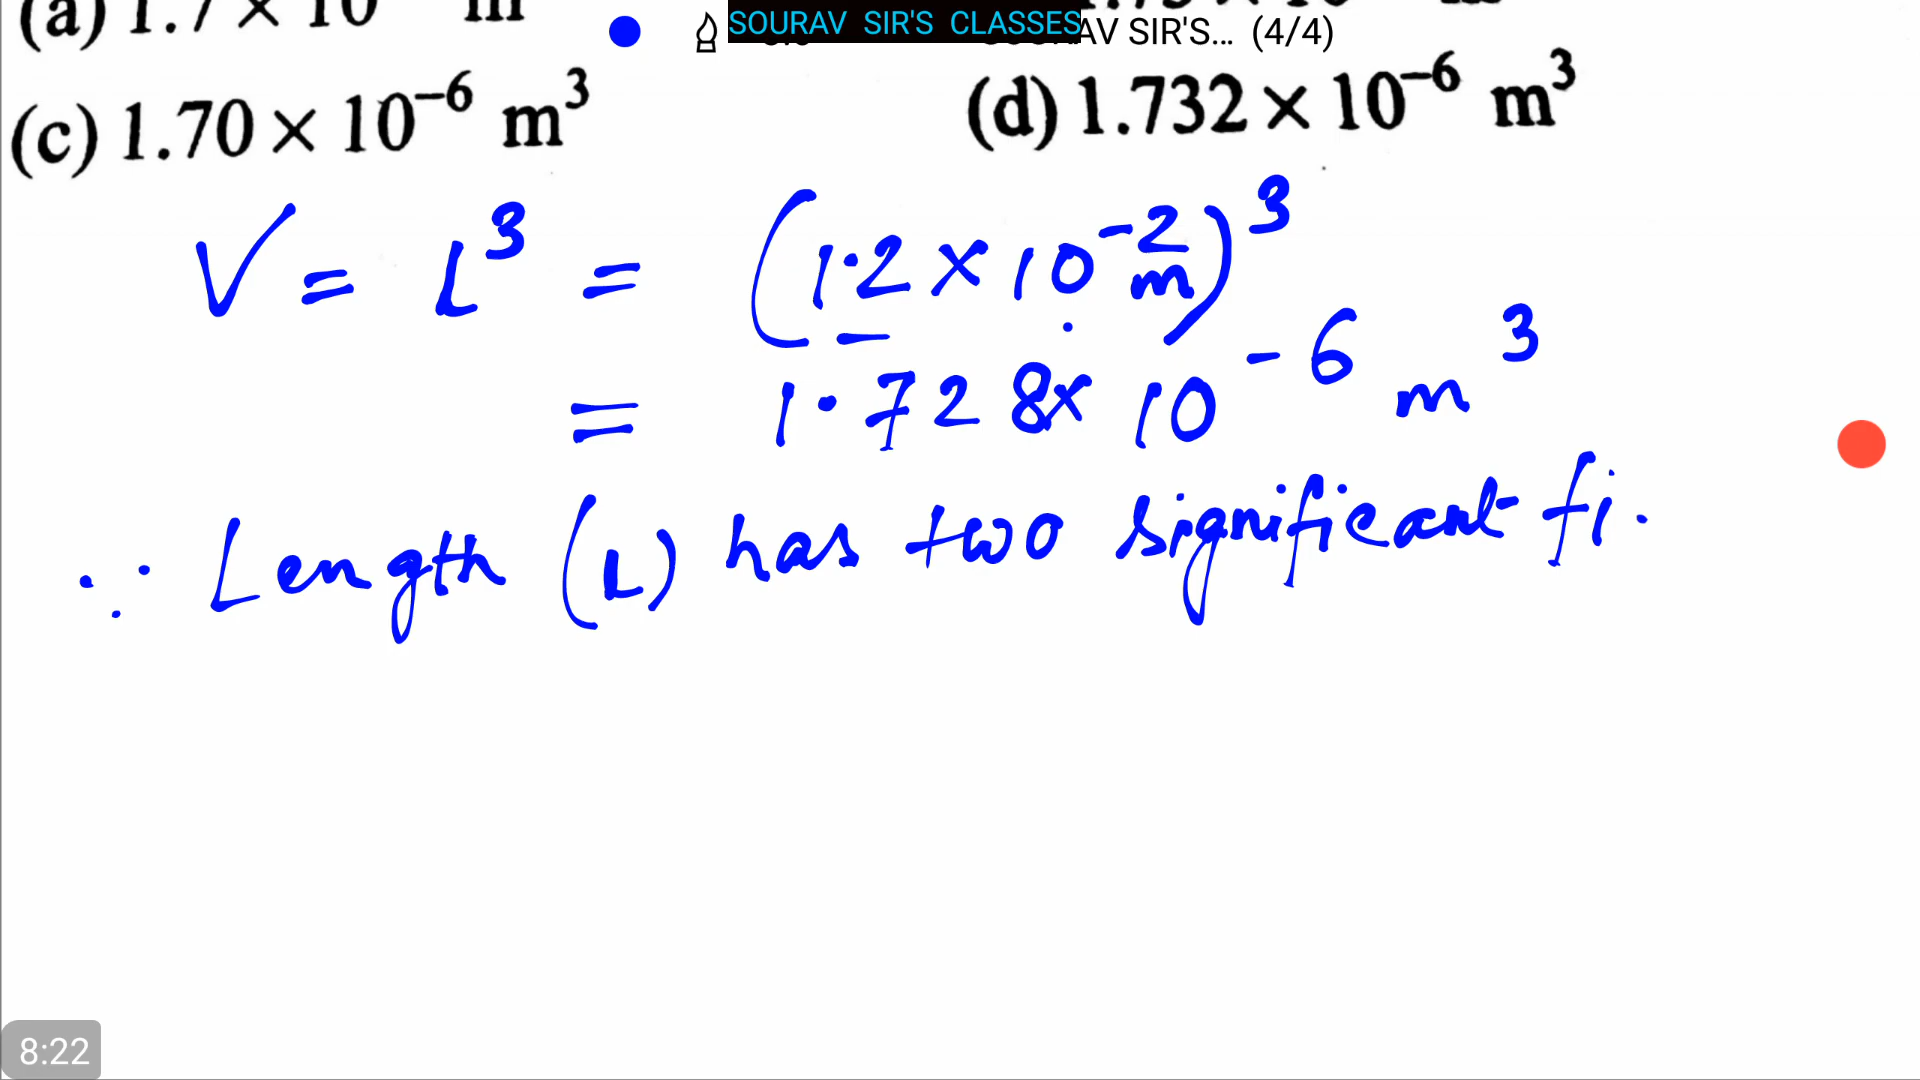 (a) 1.7 × 10 m
SOURAV SIR'S CLASSES
AV SIR'S... (4/4)
(c) 1.70 × 10⁻⁶ m³
(d) 1.732 × 10⁻⁶ m³
V = L³ = (1.2 × 10⁻² m)³
= 1.728 × 10⁻⁶ m³
∵ Length (L) has two significant fi.
8:22